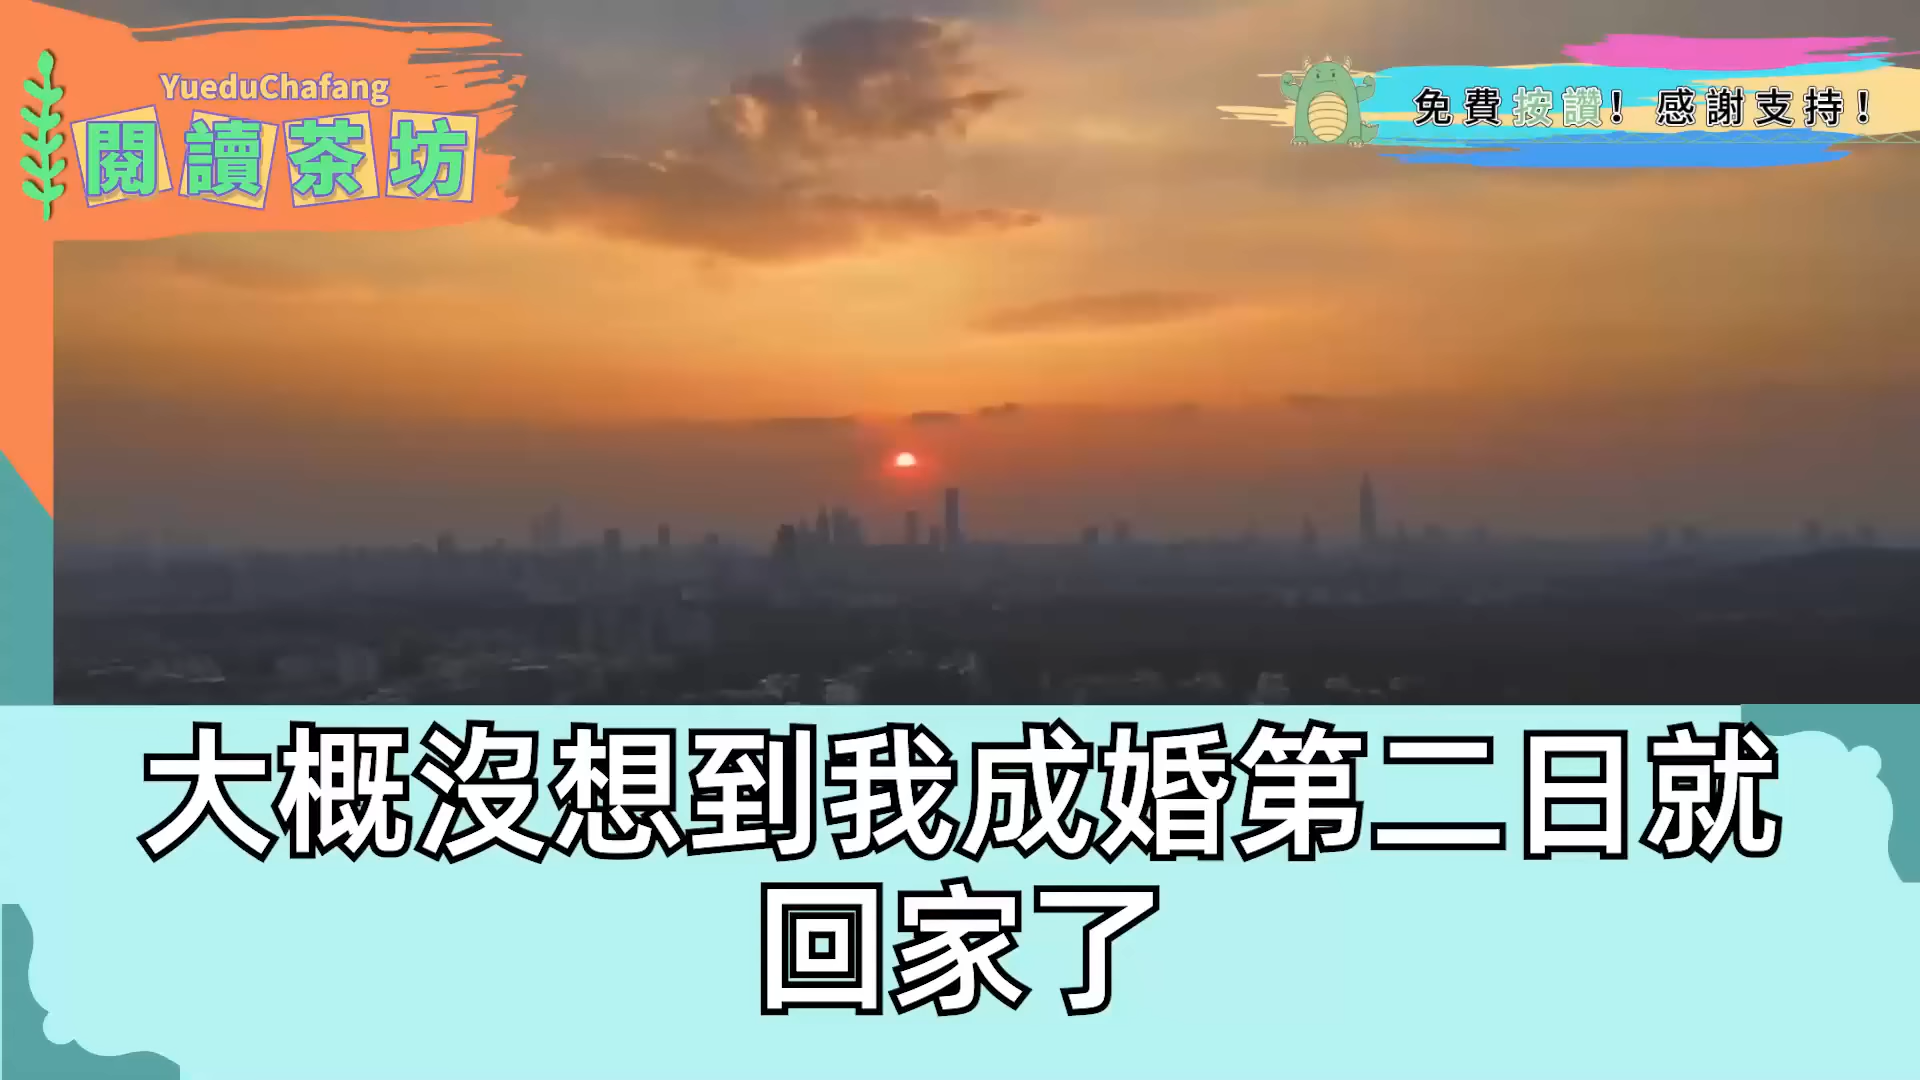 YueduChafang
閱讀茶坊
免費按讚！感謝支持！
大概沒想到我成婚第二日就
回家了